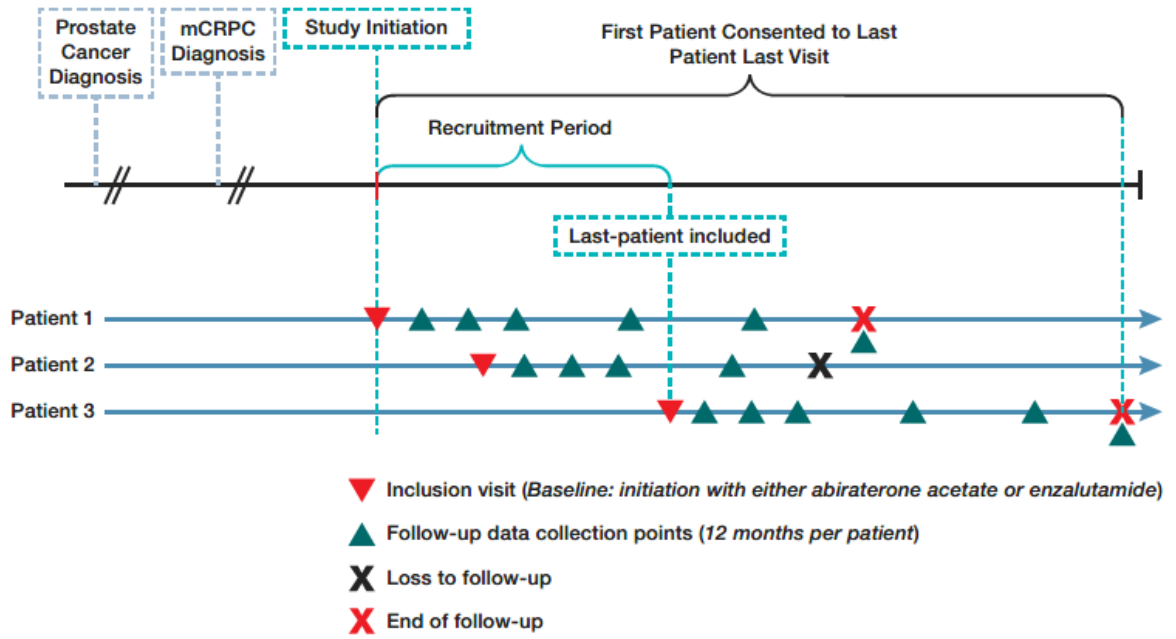 Prostate
Cancer
Diagnosis
mCRPC
Diagnosis
Study Initiation
First Patient Consented to Last
Patient Last Visit
Recruitment Period
Last-patient included
Patient 1
Patient 2
Patient 3
Inclusion visit (Baseline: initiation with either abiraterone acetate or enzalutamide)
Follow-up data collection points (12 months per patient)
Loss to follow-up
End of follow-up